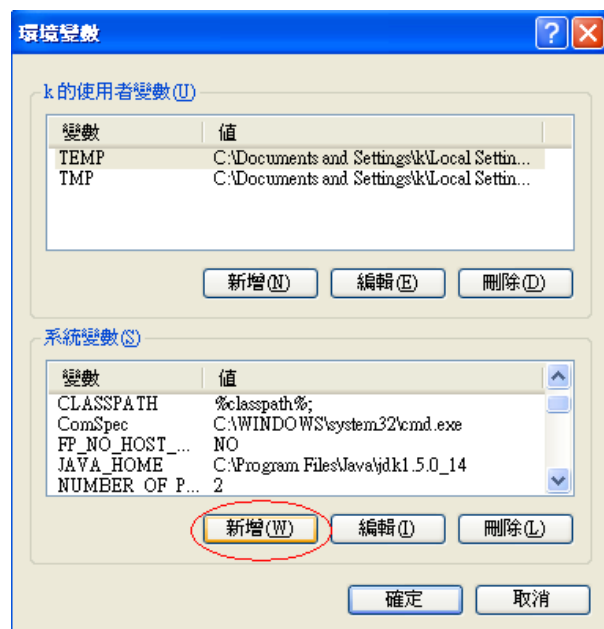 環境變數
k 的使用者變數(U)
變數 值
TEMP C:\Documents and Settings\k\Local Settin...
TMP C:\Documents and Settings\k\Local Settin...
新增(N) 編輯(E) 刪除(D)
系統變數(S)
變數 值
CLASSPATH %classpath%;
ComSpec C:\WINDOWS\system32\cmd.exe
FP_NO_HOST_... NO
JAVA_HOME C:\Program Files\Java\jdk1.5.0_14
NUMBER OF P... 2
新增(W) 編輯(I) 刪除(L)
確定 取消